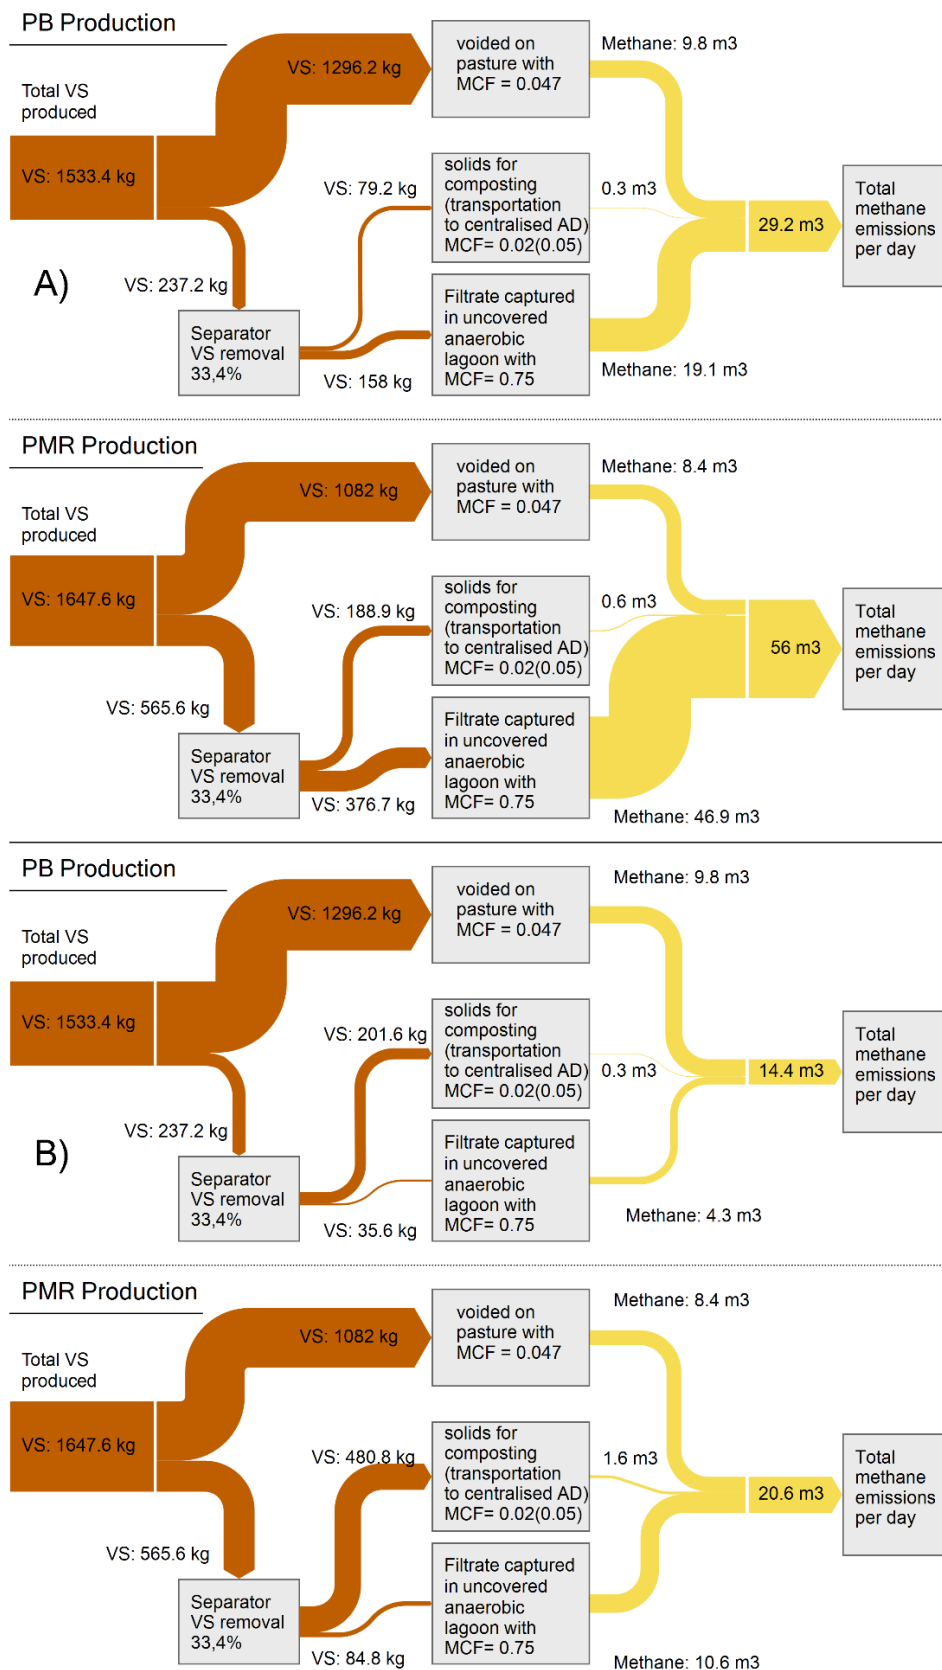 PB Production
Total VS
produced
VS: 1533.4 kg
VS: 1296.2 kg
voided on
pasture with
MCF = 0.047
Methane: 9.8 m3
VS: 79.2 kg
solids for
composting
(transportation
to centralised AD)
MCF= 0.02(0.05)
0.3 m3
29.2 m3
Total
methane
emissions
per day
A)
VS: 237.2 kg
Separator
VS removal
33,4%
VS: 158 kg
Filtrate captured
in uncovered
anaerobic
lagoon with
MCF= 0.75
Methane: 19.1 m3
PMR Production
Total VS
produced
VS: 1647.6 kg
VS: 1082 kg
voided on
pasture with
MCF = 0.047
Methane: 8.4 m3
VS: 188.9 kg
solids for
composting
(transportation
to centralised AD)
MCF= 0.02(0.05)
0.6 m3
56 m3
Total
methane
emissions
per day
VS: 565.6 kg
Separator
VS removal
33,4%
VS: 376.7 kg
Filtrate captured
in uncovered
anaerobic
lagoon with
MCF= 0.75
Methane: 46.9 m3
PB Production
Total VS
produced
VS: 1533.4 kg
VS: 1296.2 kg
voided on
pasture with
MCF = 0.047
Methane: 9.8 m3
VS: 201.6 kg
solids for
composting
(transportation
to centralised AD)
MCF= 0.02(0.05)
0.3 m3
14.4 m3
Total
methane
emissions
per day
B)
VS: 237.2 kg
Separator
VS removal
33,4%
VS: 35.6 kg
Filtrate captured
in uncovered
anaerobic
lagoon with
MCF= 0.75
Methane: 4.3 m3
PMR Production
Total VS
produced
VS: 1647.6 kg
VS: 1082 kg
voided on
pasture with
MCF = 0.047
Methane: 8.4 m3
VS: 480.8 kg
solids for
composting
(transportation
to centralised AD)
MCF= 0.02(0.05)
1.6 m3
20.6 m3
Total
methane
emissions
per day
VS: 565.6 kg
Separator
VS removal
33,4%
VS: 84.8 kg
Filtrate captured
in uncovered
anaerobic
lagoon with
MCF= 0.75
Methane: 10.6 m3